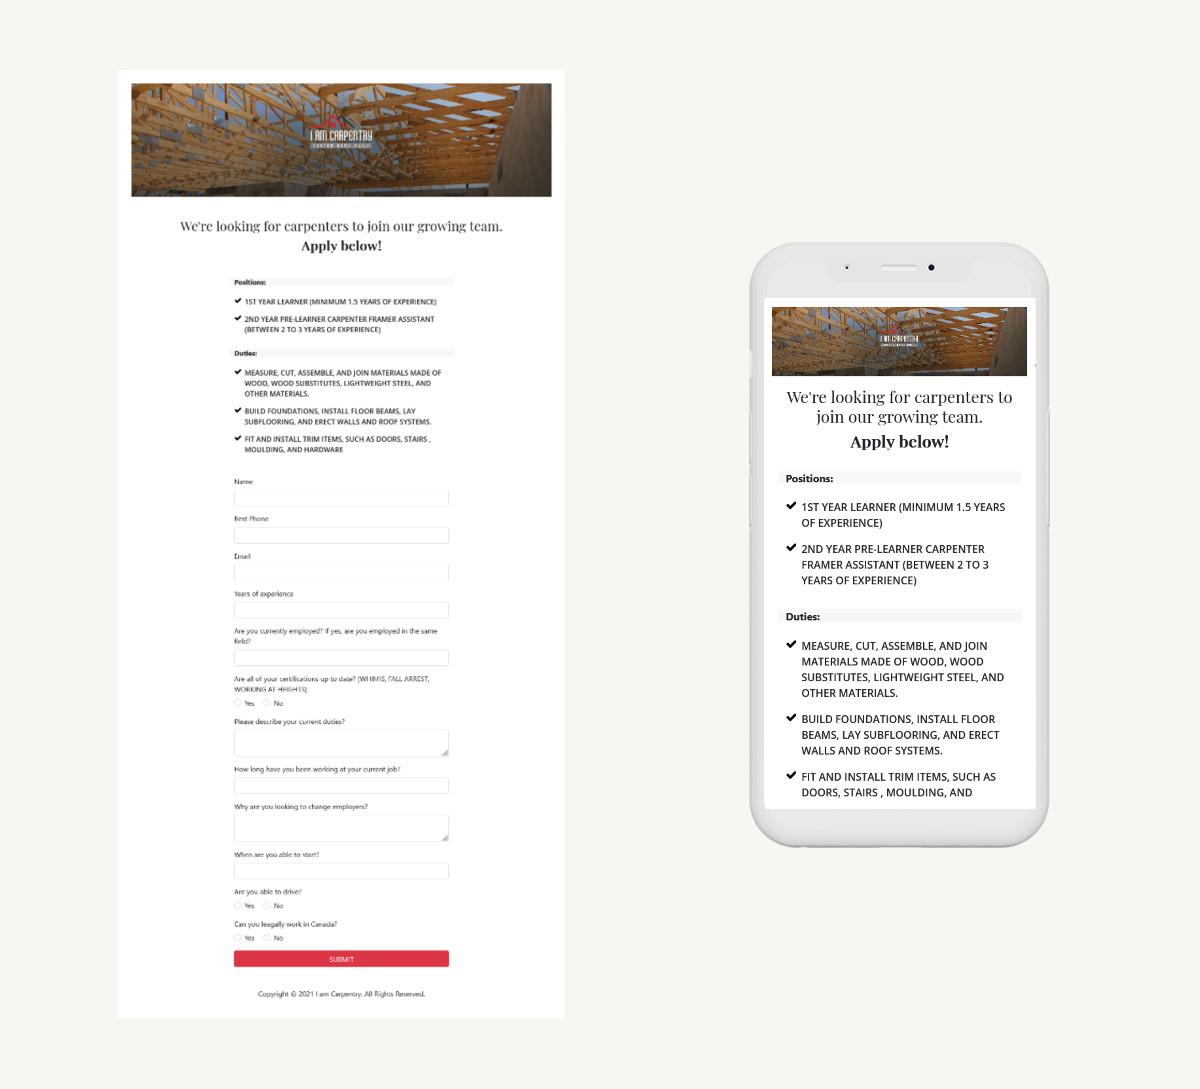 I AM CARPENTRY
CUSTOM HOME BUILD
We're looking for carpenters to join our growing team.
Apply below!
Positions:
1ST YEAR LEARNER (MINIMUM 1.5 YEARS OF EXPERIENCE)
2ND YEAR PRE-LEARNER CARPENTER FRAMER ASSISTANT
(BETWEEN 2 TO 3 YEARS OF EXPERIENCE)
Duties:
MEASURE, CUT, ASSEMBLE, AND JOIN MATERIALS MADE OF
WOOD, WOOD SUBSTITUTES, LIGHTWEIGHT STEEL, AND
OTHER MATERIALS.
BUILD FOUNDATIONS, INSTALL FLOOR BEAMS, LAY
SUBFLOORING, AND ERECT WALLS AND ROOF SYSTEMS.
FIT AND INSTALL TRIM ITEMS, SUCH AS DOORS, STAIRS ,
MOULDING, AND HARDWARE
Name
Best Phone
Email
Years of experience
Are you currently employed? If yes, are you employed in the same
field?
Are all of your certifications up to date? (WHIMIS, FALL ARREST,
WORKING AT HEIGHTS)
Yes No
Please describe your current duties?
How long have you been working at your current job?
Why are you looking to change employers?
When are you able to start?
Are you able to drive?
Yes No
Can you leagally work in Canada?
Yes No
SUBMIT
Copyright © 2021 I am Carpentry. All Rights Reserved.
I AM CARPENTRY
We're looking for carpenters to
join our growing team.
Apply below!
Positions:
1ST YEAR LEARNER (MINIMUM 1.5 YEARS
OF EXPERIENCE)
2ND YEAR PRE-LEARNER CARPENTER
FRAMER ASSISTANT (BETWEEN 2 TO 3
YEARS OF EXPERIENCE)
Duties:
MEASURE, CUT, ASSEMBLE, AND JOIN
MATERIALS MADE OF WOOD, WOOD
SUBSTITUTES, LIGHTWEIGHT STEEL, AND
OTHER MATERIALS.
BUILD FOUNDATIONS, INSTALL FLOOR
BEAMS, LAY SUBFLOORING, AND ERECT
WALLS AND ROOF SYSTEMS.
FIT AND INSTALL TRIM ITEMS, SUCH AS
DOORS, STAIRS , MOULDING, AND